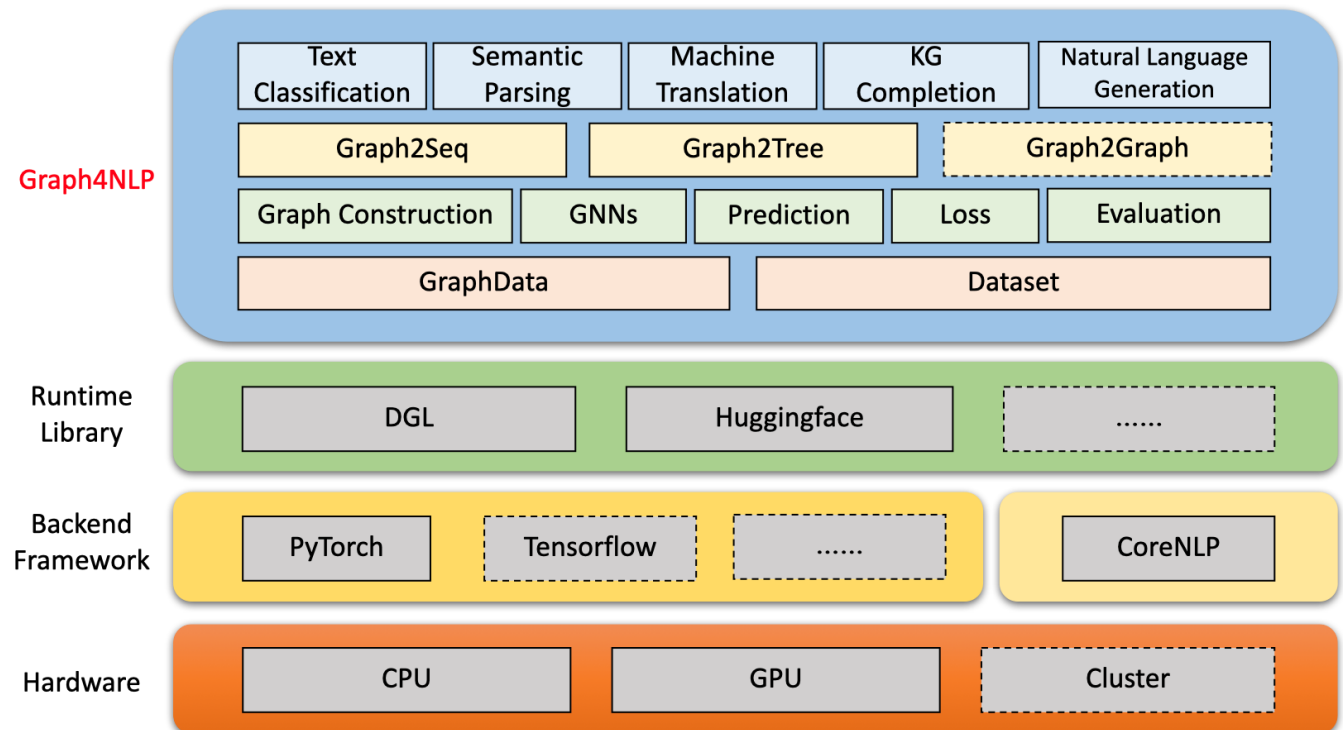 Graph4NLP
Text
Classification
Semantic
Parsing
Machine
Translation
KG
Completion
Natural Language
Generation
Graph2Seq
Graph2Tree
Graph2Graph
Graph Construction
GNNs
Prediction
Loss
Evaluation
GraphData
Dataset
Runtime
Library
DGL
Huggingface
......
Backend
Framework
PyTorch
Tensorflow
......
CoreNLP
Hardware
CPU
GPU
Cluster